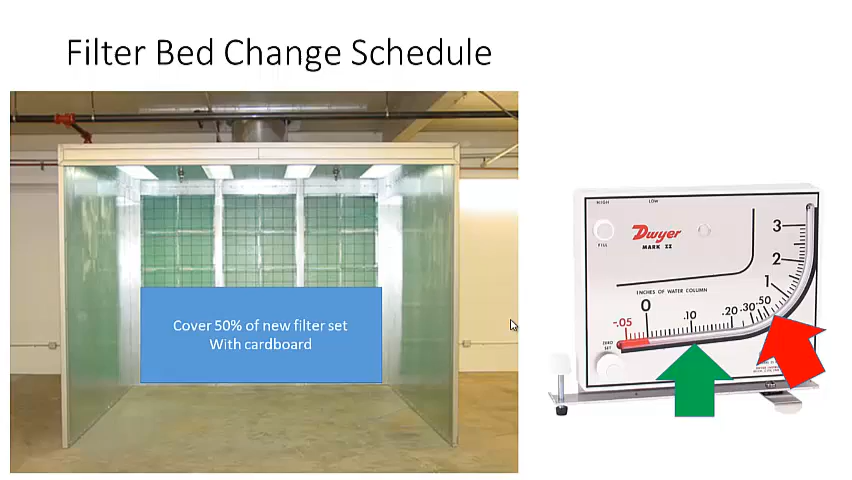 Filter Bed Change Schedule
Cover 50% of new filter set
With cardboard
HIGH
LOW
FILL
Dwyer
MARK II
3
2
1
INCHES OF WATER COLUMN
-.05
0
.10
.20
.30
.50
ZERO
SET